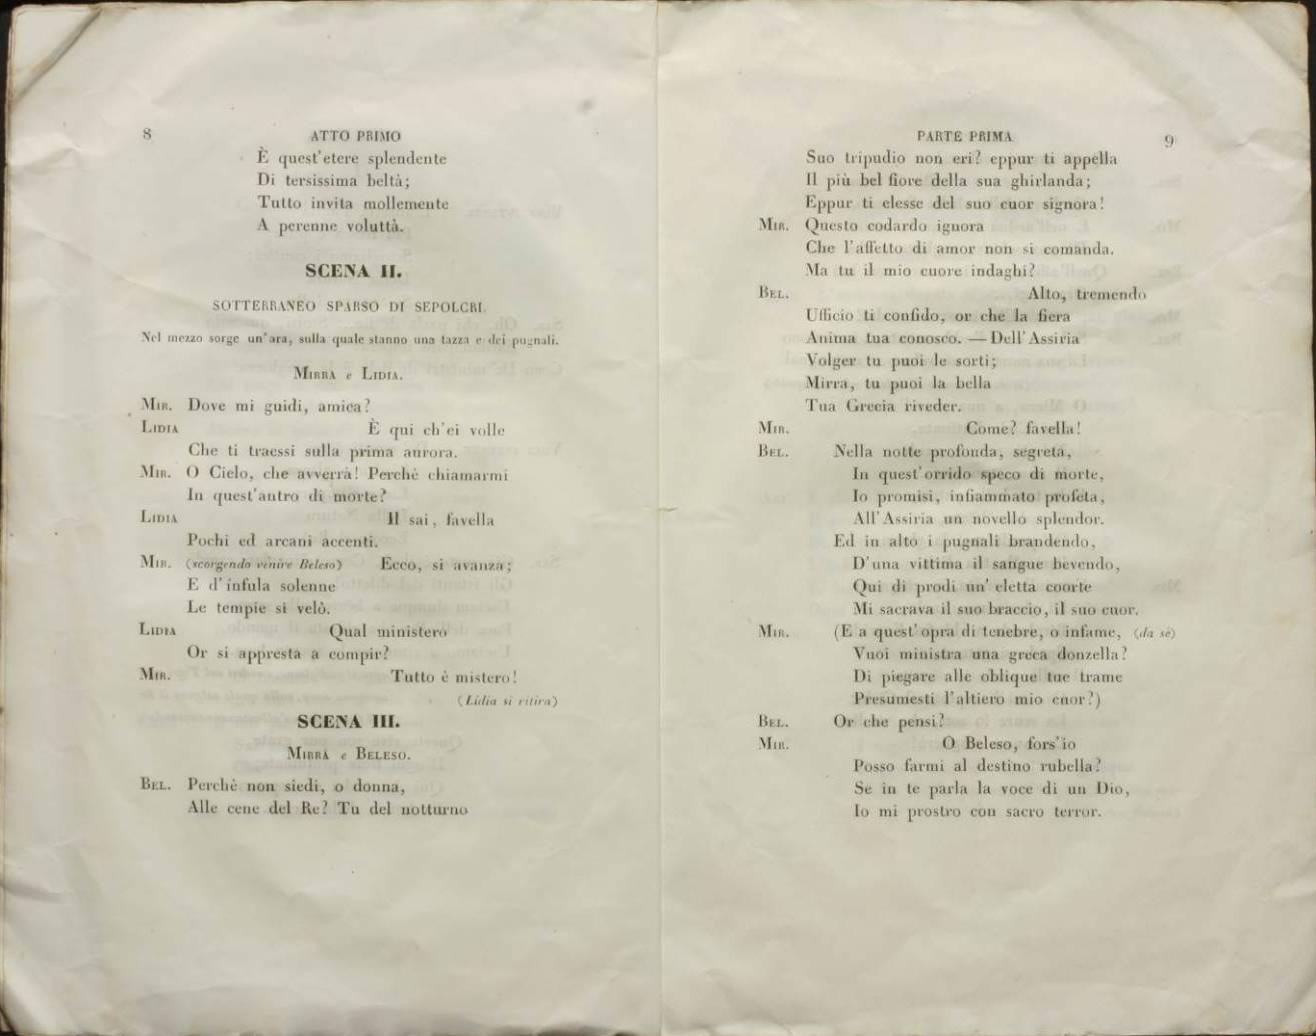 8
ATTO PRIMO
È quest'etere splendente
Di tersissima beltà;
Tutto invita mollemente
A perenne voluttà.
SCENA II.
SOTTERRANEO SPARSO DI SEPOLCRI.
Nel mezzo sorge un'ara, sulla quale stanno una tazza e dei pugnali.
MIRRA e LIDIA.
MIR. Dove mi guidi, amica?
LIDIA È qui ch'ei volle
Che ti traessi sulla prima aurora.
MIR. O Cielo, che avverrà! Perchè chiamarmi
In quest'antro di morte?
LIDIA Il sai, favella
Pochi ed arcani accenti.
MIR. (scorgendo venire Beleso) Ecco, si avanza;
E d'infula solenne
Le tempie si velò.
LIDIA Qual ministero
Or si appresta a compir?
MIR. Tutto è mistero!
(Lidia si ritira)
SCENA III.
MIRRA e BELESO.
BEL. Perchè non siedi, o donna,
Alle cene del Re? Tu del notturno
PARTE PRIMA
9
Suo tripudio non eri? eppur ti appella
Il più bel fiore della sua ghirlanda;
Eppur ti elesse del suo cuor signora!
MIR. Questo codardo ignora
Che l'affetto di amor non si comanda.
Ma tu il mio cuore indaghi?
BEL. Alto, tremendo
Ufficio ti confido, or che la fiera
Anima tua conosco. — Dell'Assiria
Volger tu puoi le sorti;
Mirra, tu puoi la bella
Tua Grecia riveder.
MIR. Come? favella!
BEL. Nella notte profonda, segreta,
In quest'orrido speco di morte,
Io promisi, infiammato profeta,
All'Assiria un novello splendor.
Ed in alto i pugnali brandendo,
D'una vittima il sangue bevendo,
Qui di prodi un' eletta coorte
Mi sacrava il suo braccio, il suo cuor.
MIR. (E a quest'opra di tenebre, o infame, (da sè)
Vuoi ministra una greca donzella?
Di piegare alle oblique tue trame
Presumesti l'altiero mio cuor?)
BEL. Or che pensi?
MIR. O Beleso, fors'io
Posso farmi al destino rubella?
Se in te parla la voce di un Dio,
Io mi prostro con sacro terror.